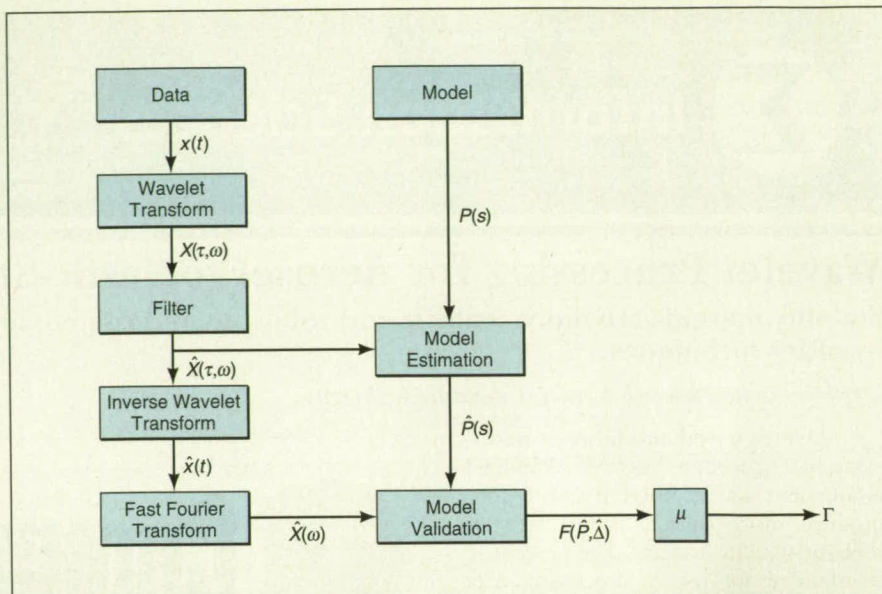 Data
Model
x(t)
Wavelet
Transform
P(s)
X(τ,ω)
Filter
Model
Estimation
X̂(τ,ω)
Inverse Wavelet
Transform
P̂(s)
x̂(t)
Fast Fourier
Transform
X̂(ω)
Model
Validation
F(P̂,Δ̂)
μ
Γ